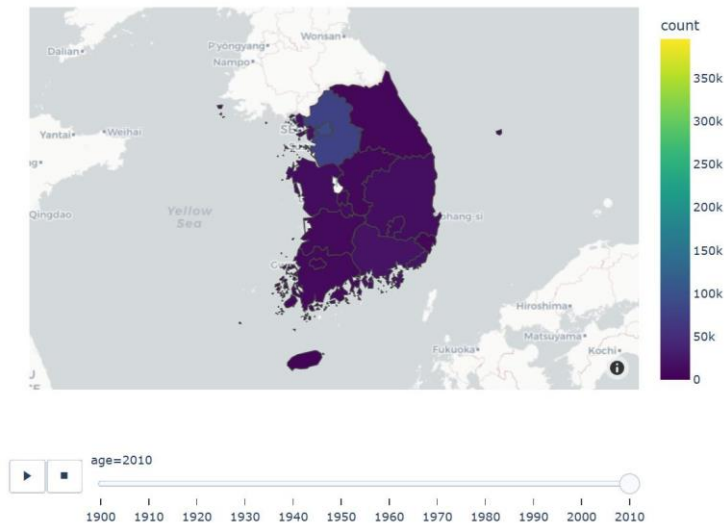 count
Wonsan
P'yŏngyang
Dalian
Nampo
350k
300k
Yantai
Weihai
250k
Qingdao
Yellow
Sea
200k
150k
100k
Hiroshima
Matsuyama
50k
Fukuoka
Kochi
0
age=2010
1900 1910 1920 1930 1940 1950 1960 1970 1980 1990 2000 2010